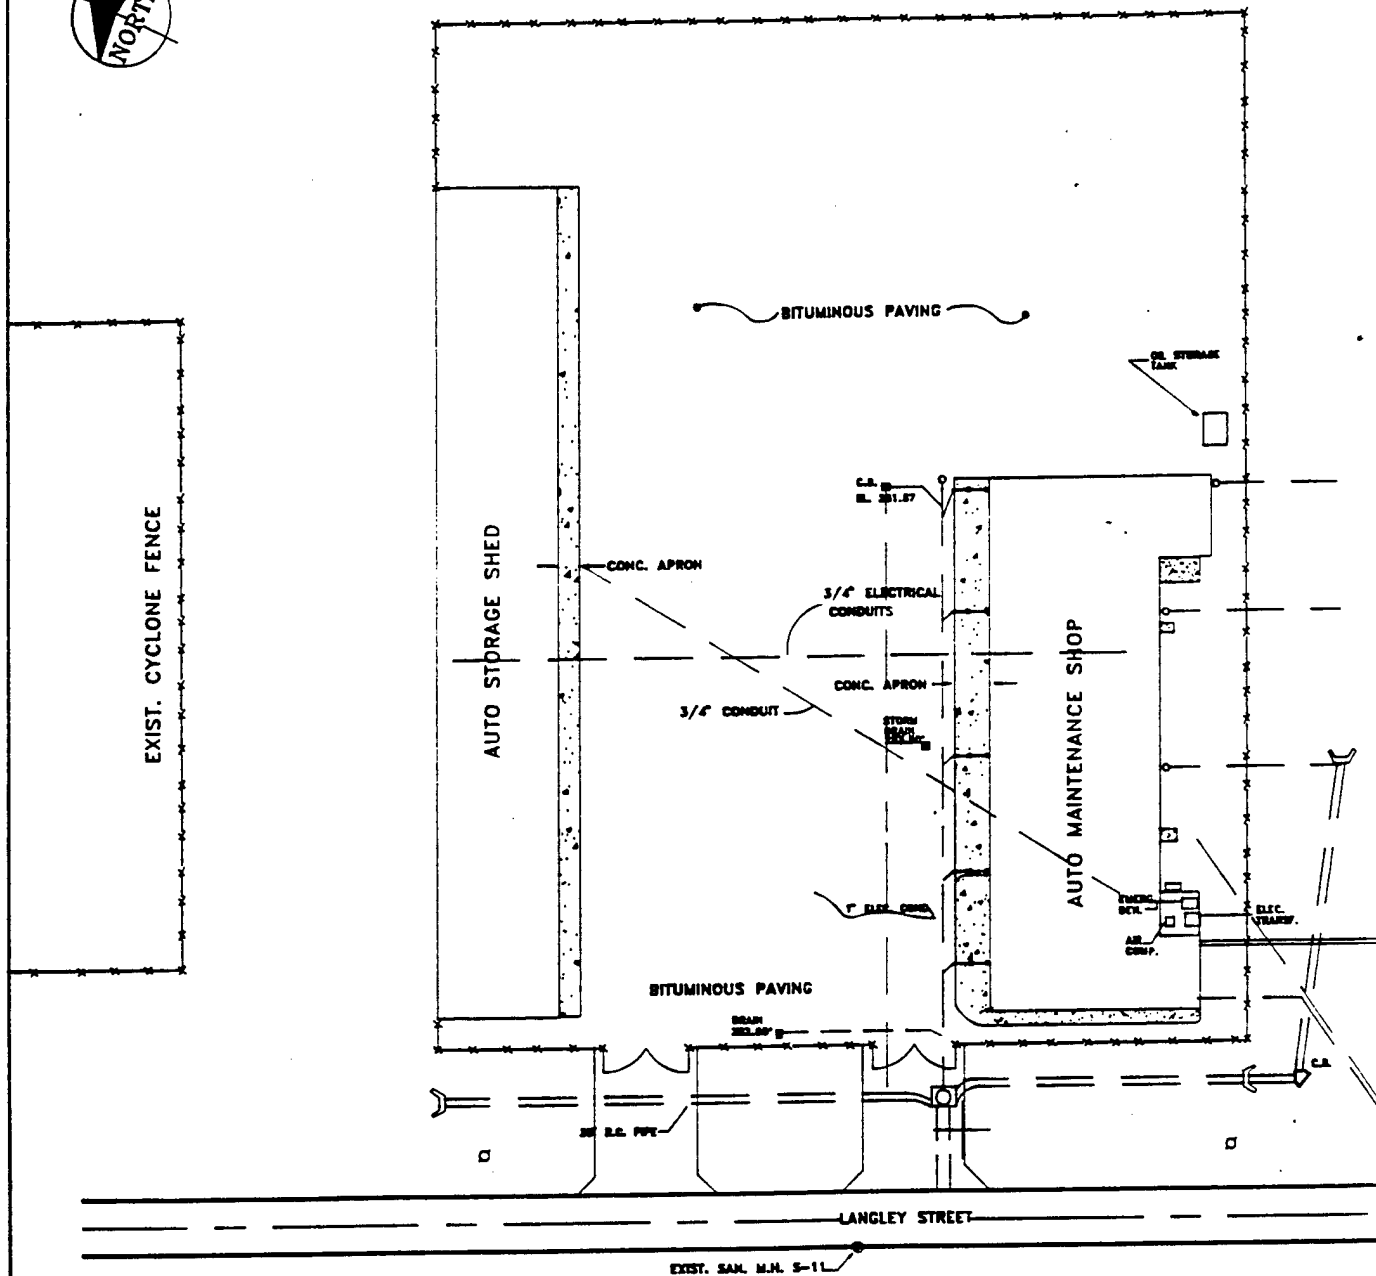 NORTH
BITUMINOUS PAVING
OIL STORAGE
TANK
C.B.
EXIST. CYCLONE FENCE
AUTO STORAGE SHED
CONC. APRON
3/4" ELECTRICAL
CONDUITS
AUTO MAINTENANCE SHOP
CONC. APRON
3/4" CONDUIT
STORM
DRAIN
1" ELEC. COND.
EMERG.
GEN.
ELEC.
TRANSF.
AIR
COMP.
BITUMINOUS PAVING
DRAIN
C.B.
R.C. PIPE
LANGLEY STREET
EXIST. SAN. M.H. S-11